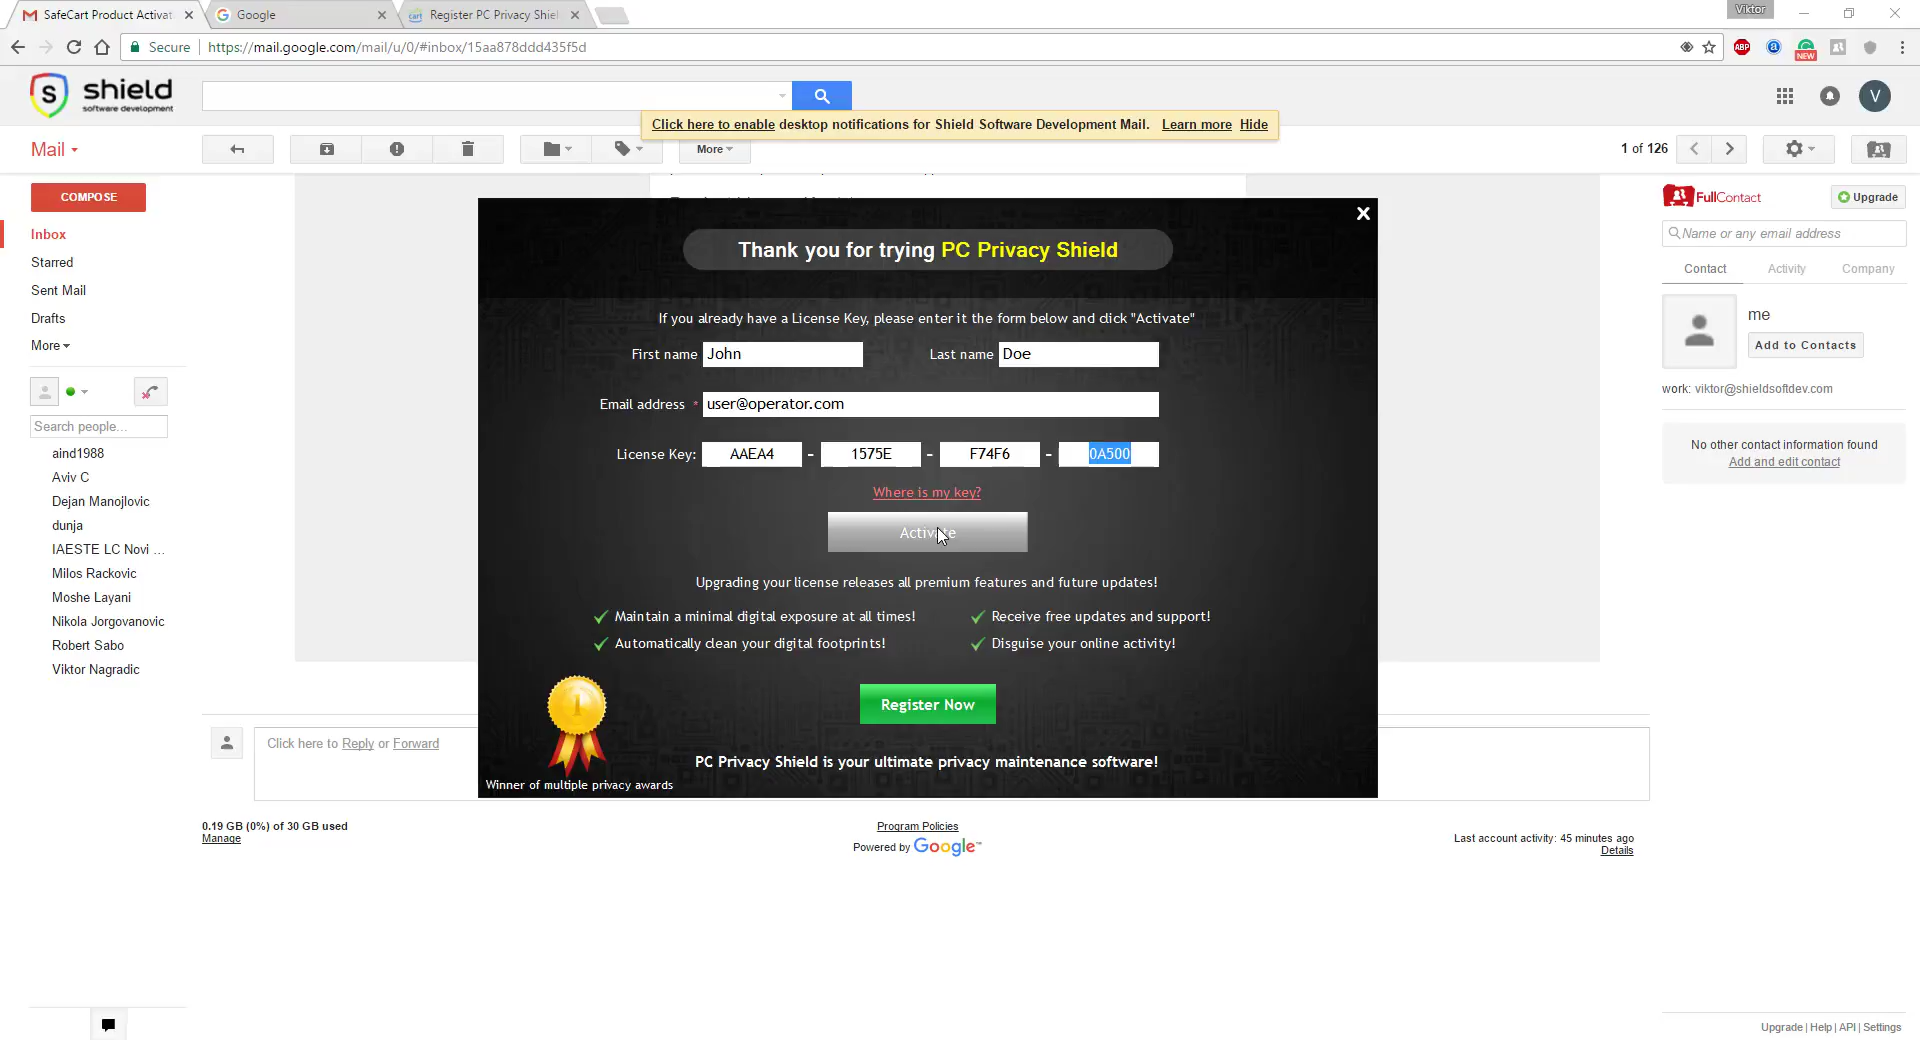 SafeCart Product Activat
Google
Register PC Privacy Shiel
Viktor
Secure
https://mail.google.com/mail/u/0/#inbox/15aa878ddd435f5d
ABP
a
NEW
S
shield
software development
V
Click here to enable desktop notifications for Shield Software Development Mail. Learn more Hide
Mail
More
1 of 126
COMPOSE
Inbox
Starred
Sent Mail
Drafts
More
Search people...
aind1988
Aviv C
Dejan Manojlovic
dunja
IAESTE LC Novi ...
Milos Rackovic
Moshe Layani
Nikola Jorgovanovic
Robert Sabo
Viktor Nagradic
Thank you for trying PC Privacy Shield
If you already have a License Key, please enter it the form below and click "Activate"
First name John
Last name Doe
Email address * user@operator.com
License Key: AAEA4 - 1575E - F74F6 - 0A500
Where is my key?
Activate
Upgrading your license releases all premium features and future updates!
Maintain a minimal digital exposure at all times!
Receive free updates and support!
Automatically clean your digital footprints!
Disguise your online activity!
1
Register Now
PC Privacy Shield is your ultimate privacy maintenance software!
Winner of multiple privacy awards
FullContact
Upgrade
Name or any email address
Contact
Activity
Company
me
Add to Contacts
work: viktor@shieldsoftdev.com
No other contact information found
Add and edit contact
Click here to Reply or Forward
0.19 GB (0%) of 30 GB used
Manage
Program Policies
Powered by Google™
Last account activity: 45 minutes ago
Details
Upgrade | Help | API | Settings